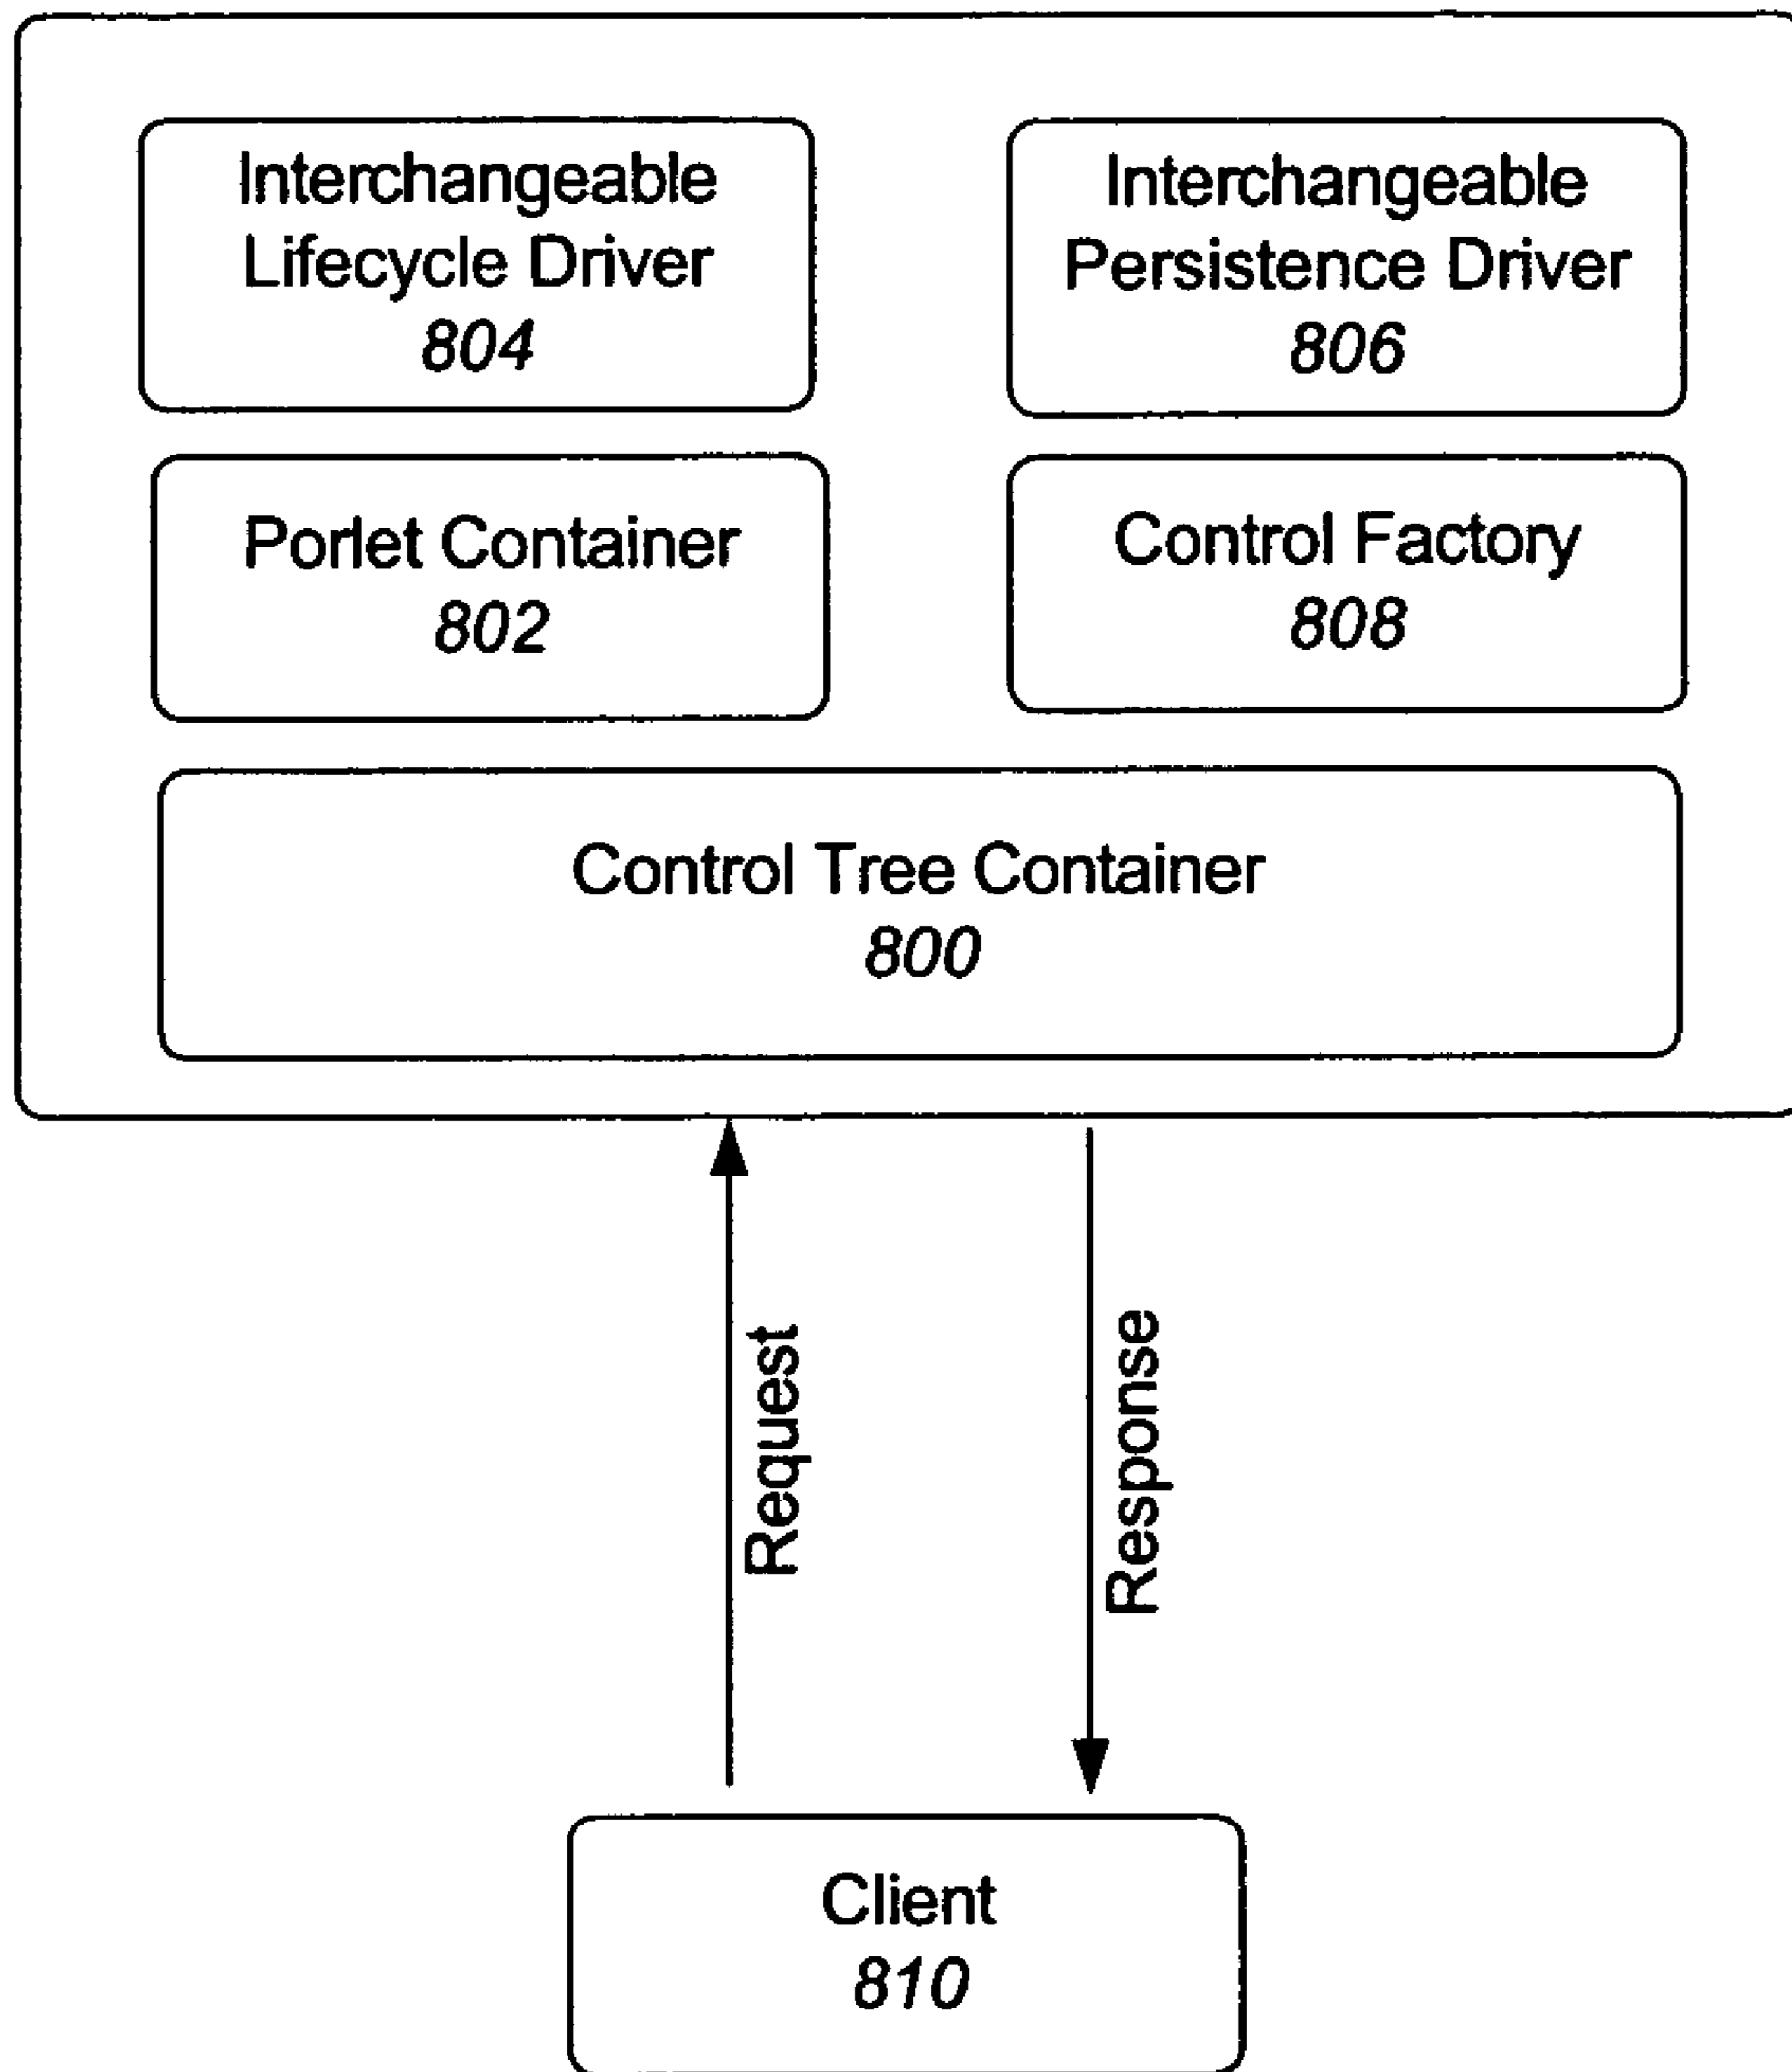 Interchangeable
Lifecycle Driver
804
Interchangeable
Persistence Driver
806
Porlet Container
802
Control Factory
808
Control Tree Container
800
Request
Response
Client
810